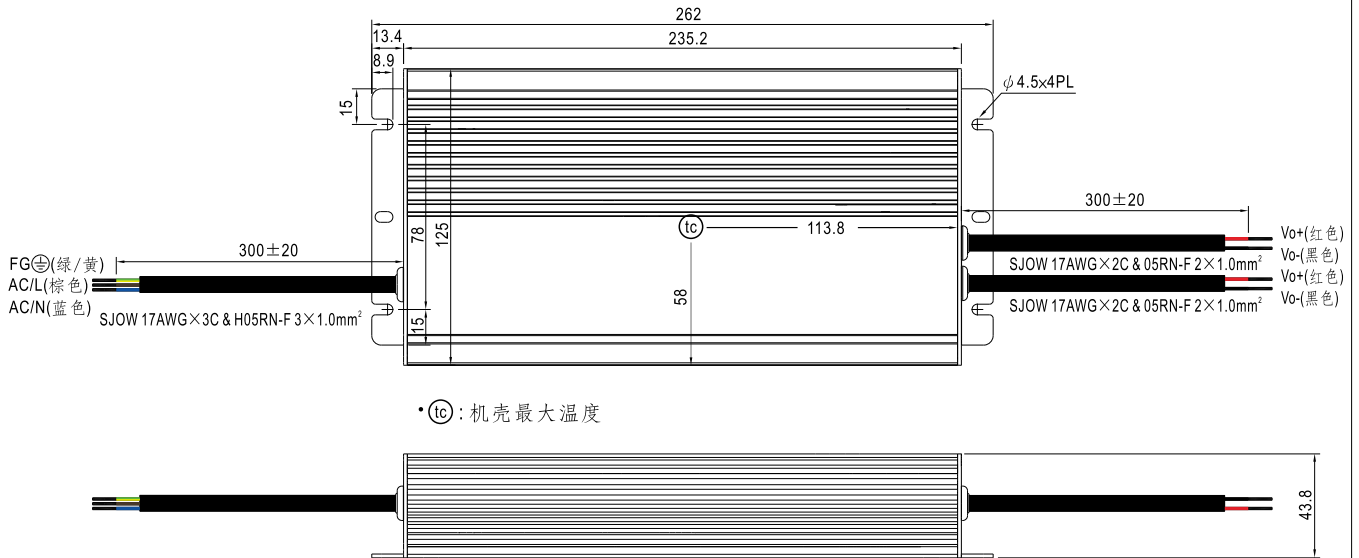 262
13.4
235.2
8.9
ϕ 4.5x4PL
15
300±20
tc
113.8
78
125
Vo+(红色)
300±20
Vo-(黑色)
FG(绿/黄)
SJOW 17AWG×2C & 05RN-F 2×1.0mm²
Vo+(红色)
AC/L(棕色)
58
Vo-(黑色)
AC/N(蓝色)
SJOW 17AWG×3C & H05RN-F 3×1.0mm²
15
SJOW 17AWG×2C & 05RN-F 2×1.0mm²
•tc:机壳最大温度
43.8